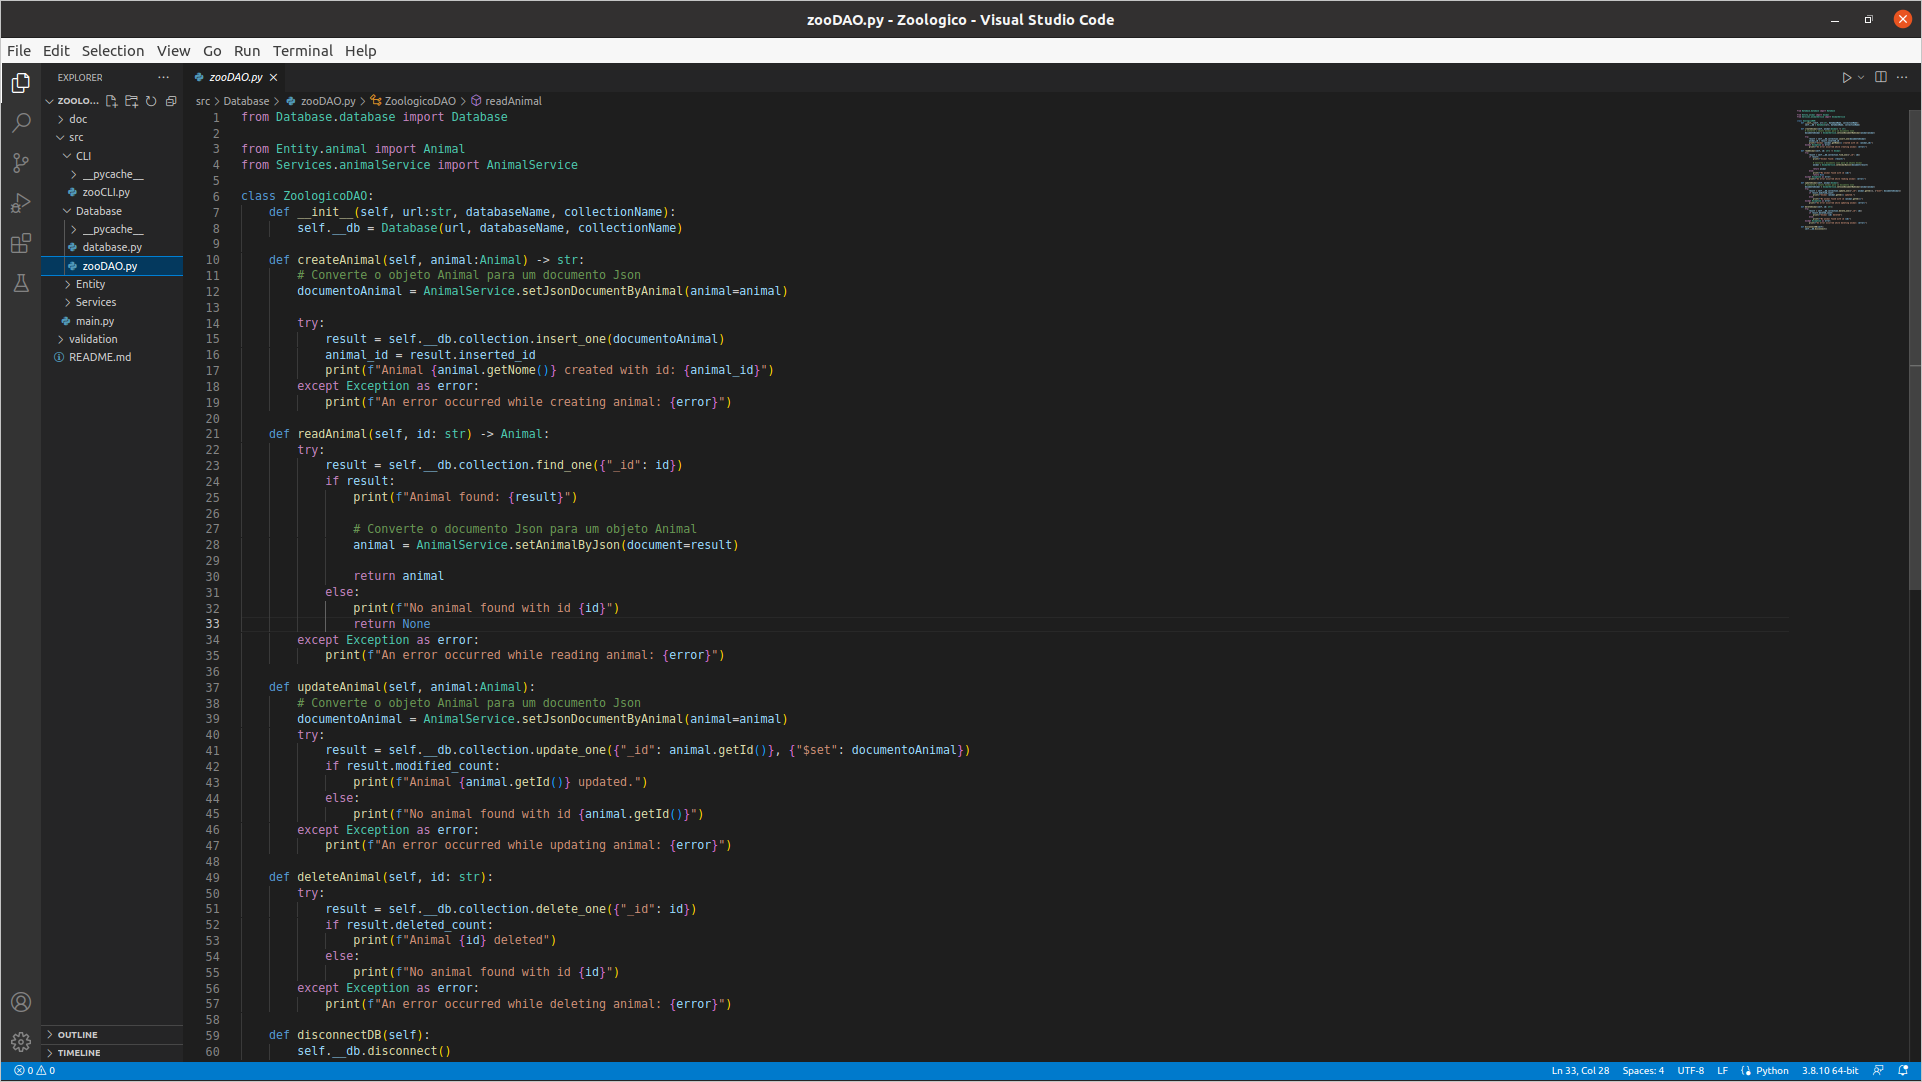 zooDAO.py - Zoologico - Visual Studio Code
File Edit Selection View Go Run Terminal Help
EXPLORER ···
ZOOLO...
doc
src
CLI
__pycache__
zooCLI.py
Database
__pycache__
database.py
zooDAO.py
Entity
Services
main.py
validation
README.md
OUTLINE
TIMELINE
zooDAO.py
src > Database > zooDAO.py > ZoologicoDAO > readAnimal
1 from Database.database import Database
2
3 from Entity.animal import Animal
4 from Services.animalService import AnimalService
5
6 class ZoologicoDAO:
7     def __init__(self, url:str, databaseName, collectionName):
8         self.__db = Database(url, databaseName, collectionName)
9
10     def createAnimal(self, animal:Animal) -> str:
11         # Converte o objeto Animal para um documento Json
12         documentoAnimal = AnimalService.setJsonDocumentByAnimal(animal=animal)
13
14         try:
15             result = self.__db.collection.insert_one(documentoAnimal)
16             animal_id = result.inserted_id
17             print(f"Animal {animal.getNome()} created with id: {animal_id}")
18         except Exception as error:
19             print(f"An error occurred while creating animal: {error}")
20
21     def readAnimal(self, id: str) -> Animal:
22         try:
23             result = self.__db.collection.find_one({"_id": id})
24             if result:
25                 print(f"Animal found: {result}")
26
27                 # Converte o documento Json para um objeto Animal
28                 animal = AnimalService.setAnimalByJson(document=result)
29
30                 return animal
31             else:
32                 print(f"No animal found with id {id}")
33                 return None
34         except Exception as error:
35             print(f"An error occurred while reading animal: {error}")
36
37     def updateAnimal(self, animal:Animal):
38         # Converte o objeto Animal para um documento Json
39         documentoAnimal = AnimalService.setJsonDocumentByAnimal(animal=animal)
40         try:
41             result = self.__db.collection.update_one({"_id": animal.getId()}, {"$set": documentoAnimal})
42             if result.modified_count:
43                 print(f"Animal {animal.getId()} updated.")
44             else:
45                 print(f"No animal found with id {animal.getId()}")
46         except Exception as error:
47             print(f"An error occurred while updating animal: {error}")
48
49     def deleteAnimal(self, id: str):
50         try:
51             result = self.__db.collection.delete_one({"_id": id})
52             if result.deleted_count:
53                 print(f"Animal {id} deleted")
54             else:
55                 print(f"No animal found with id {id}")
56         except Exception as error:
57             print(f"An error occurred while deleting animal: {error}")
58
59     def disconnectDB(self):
60         self.__db.disconnect()
0 0 Ln 33, Col 28 Spaces: 4 UTF-8 LF Python 3.8.10 64-bit